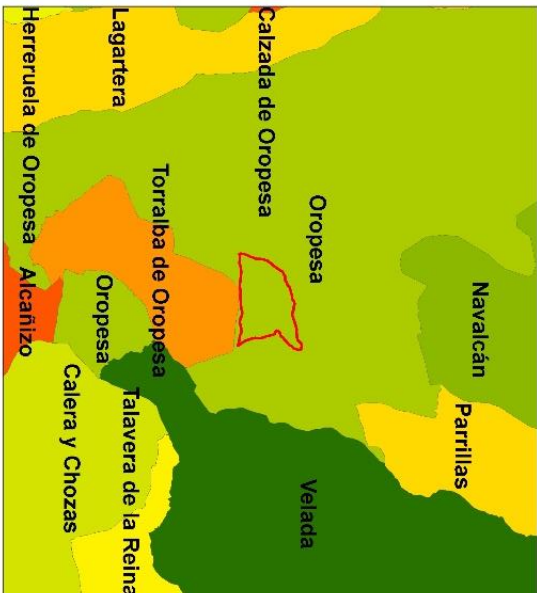 Navalcán
Parrillas
Oropesa
Velada
Calzada de Oropesa
Torralba de Oropesa
Lagartera
Oropesa
Talavera de la Reina
Calera y Chozas
Herreruela de Oropesa
Alcañizo